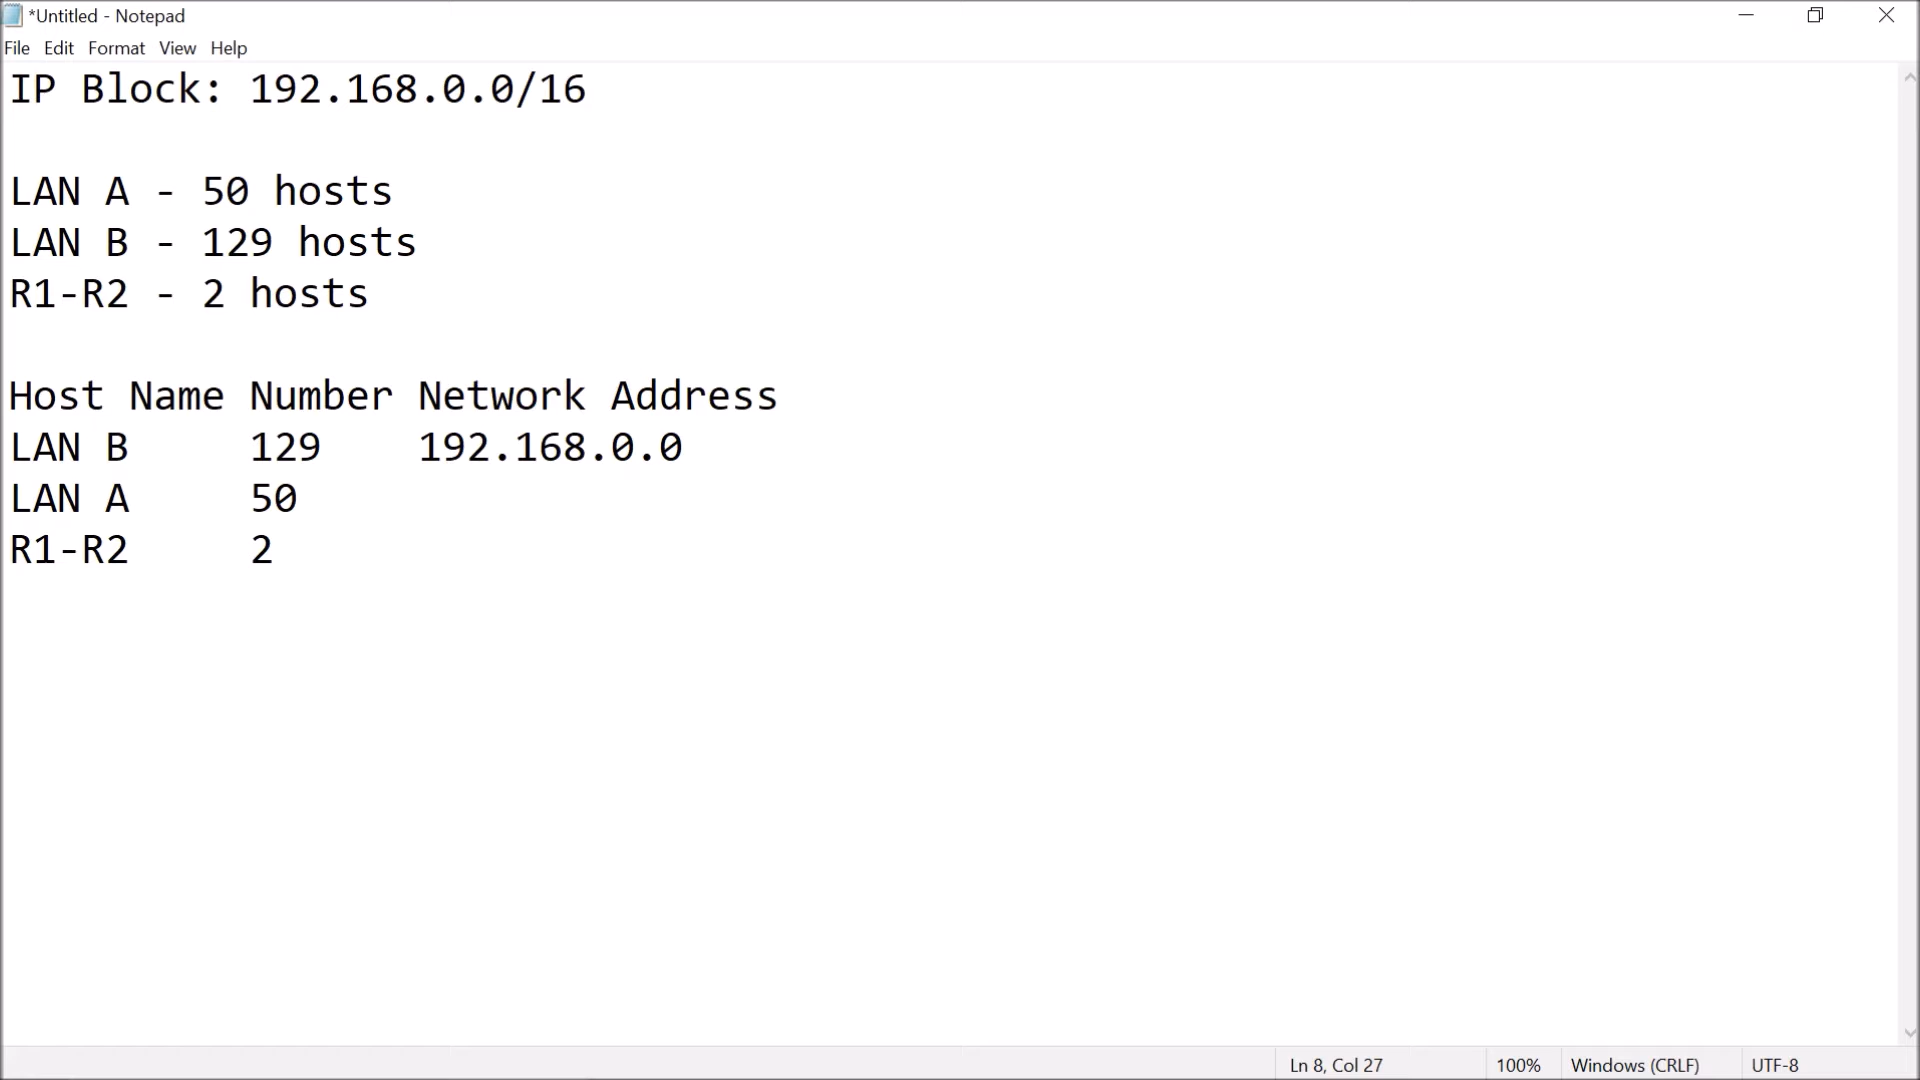 *Untitled - Notepad
File Edit Format View Help
IP Block: 192.168.0.0/16
LAN A - 50 hosts
LAN B - 129 hosts
R1-R2 - 2 hosts
Host Name Number Network Address
LAN B 129 192.168.0.0
LAN A 50
R1-R2 2
Ln 8, Col 27 100% Windows (CRLF) UTF-8